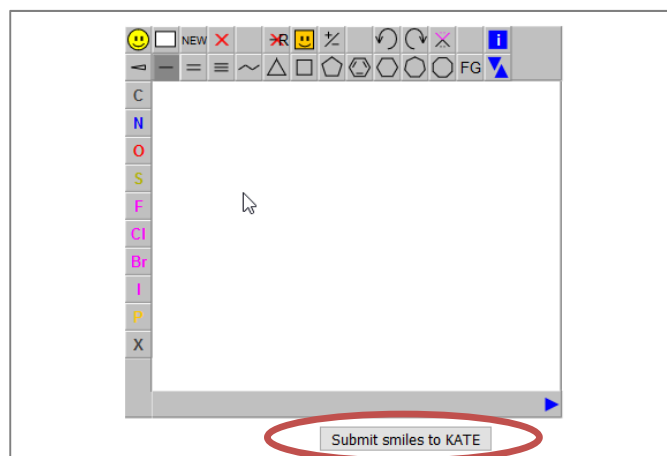 NEW R +/- i
FG
C
N
O
S
F
Cl
Br
I
P
X
Submit smiles to KATE